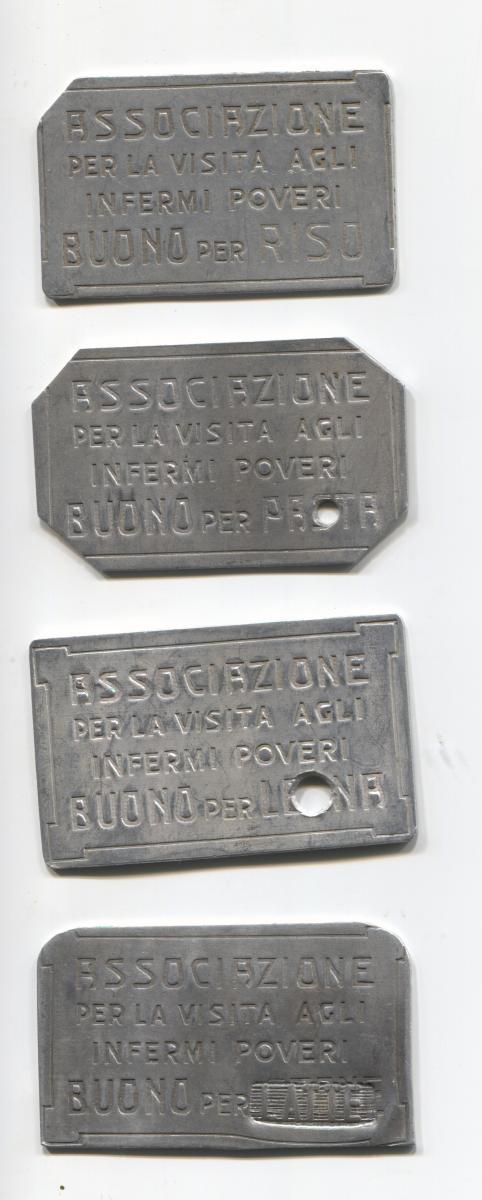 ASSOCIAZIONE
PER LA VISITA AGLI
INFERMI POVERI
BUONO PER RISO
ASSOCIAZIONE
PER LA VISITA AGLI
INFERMI POVERI
BUONO PER PASTA
ASSOCIAZIONE
PER LA VISITA AGLI
INFERMI POVERI
BUONO PER LEGNA
ASSOCIAZIONE
PER LA VISITA AGLI
INFERMI POVERI
BUONO PER